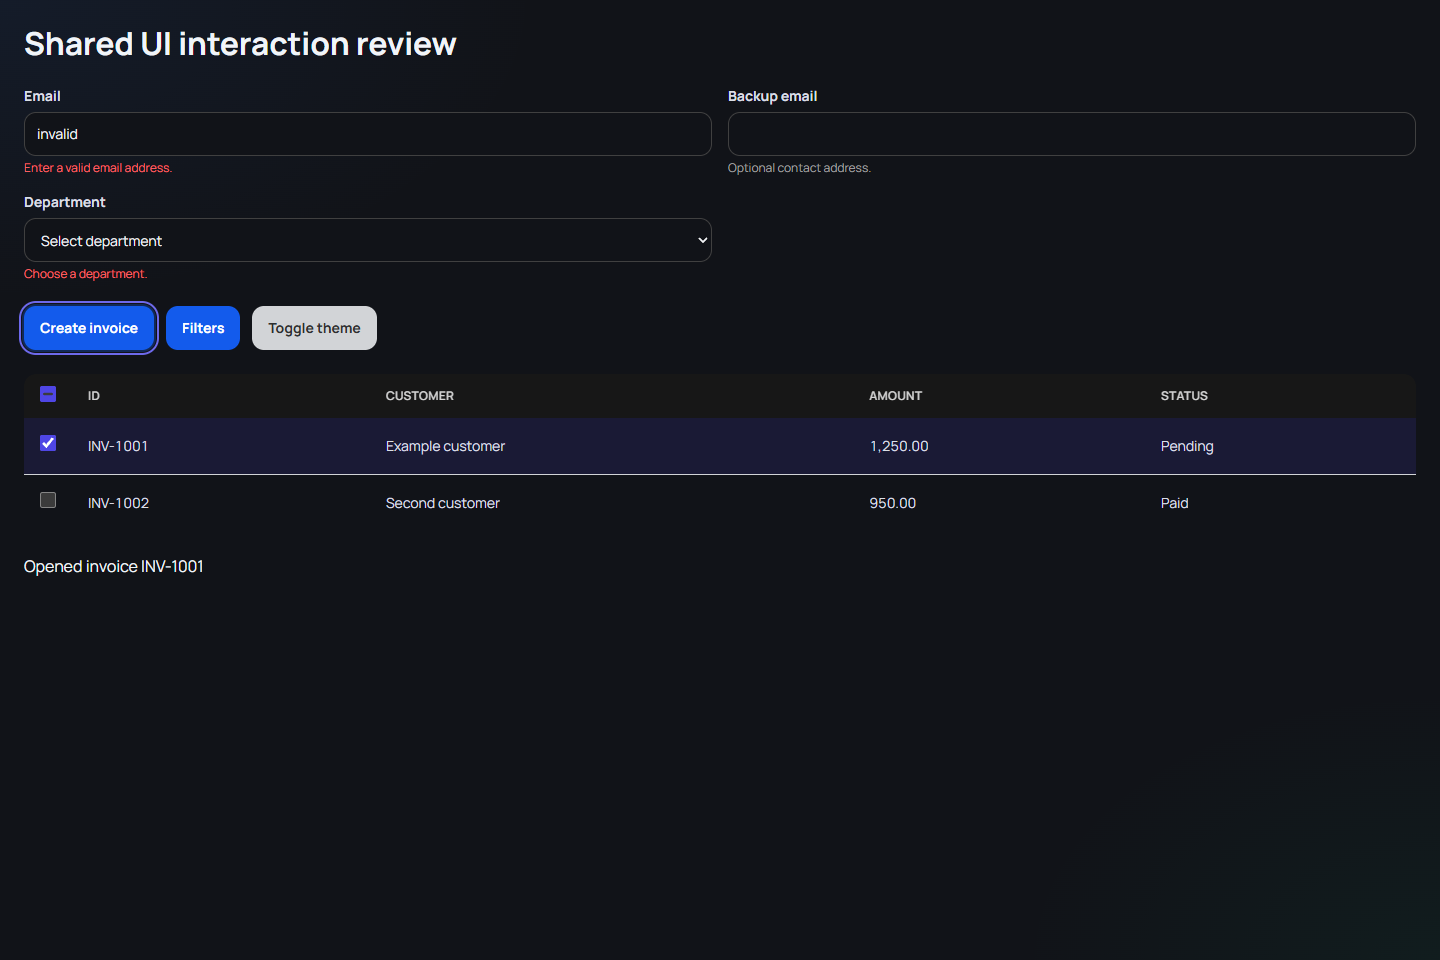 Shared UI interaction review
Email
Backup email
invalid
Enter a valid email address.
Optional contact address.
Department
Select department
Choose a department.
Create invoice Filters Toggle theme
ID CUSTOMER AMOUNT STATUS
INV-1001 Example customer 1,250.00 Pending
INV-1002 Second customer 950.00 Paid
Opened invoice INV-1001